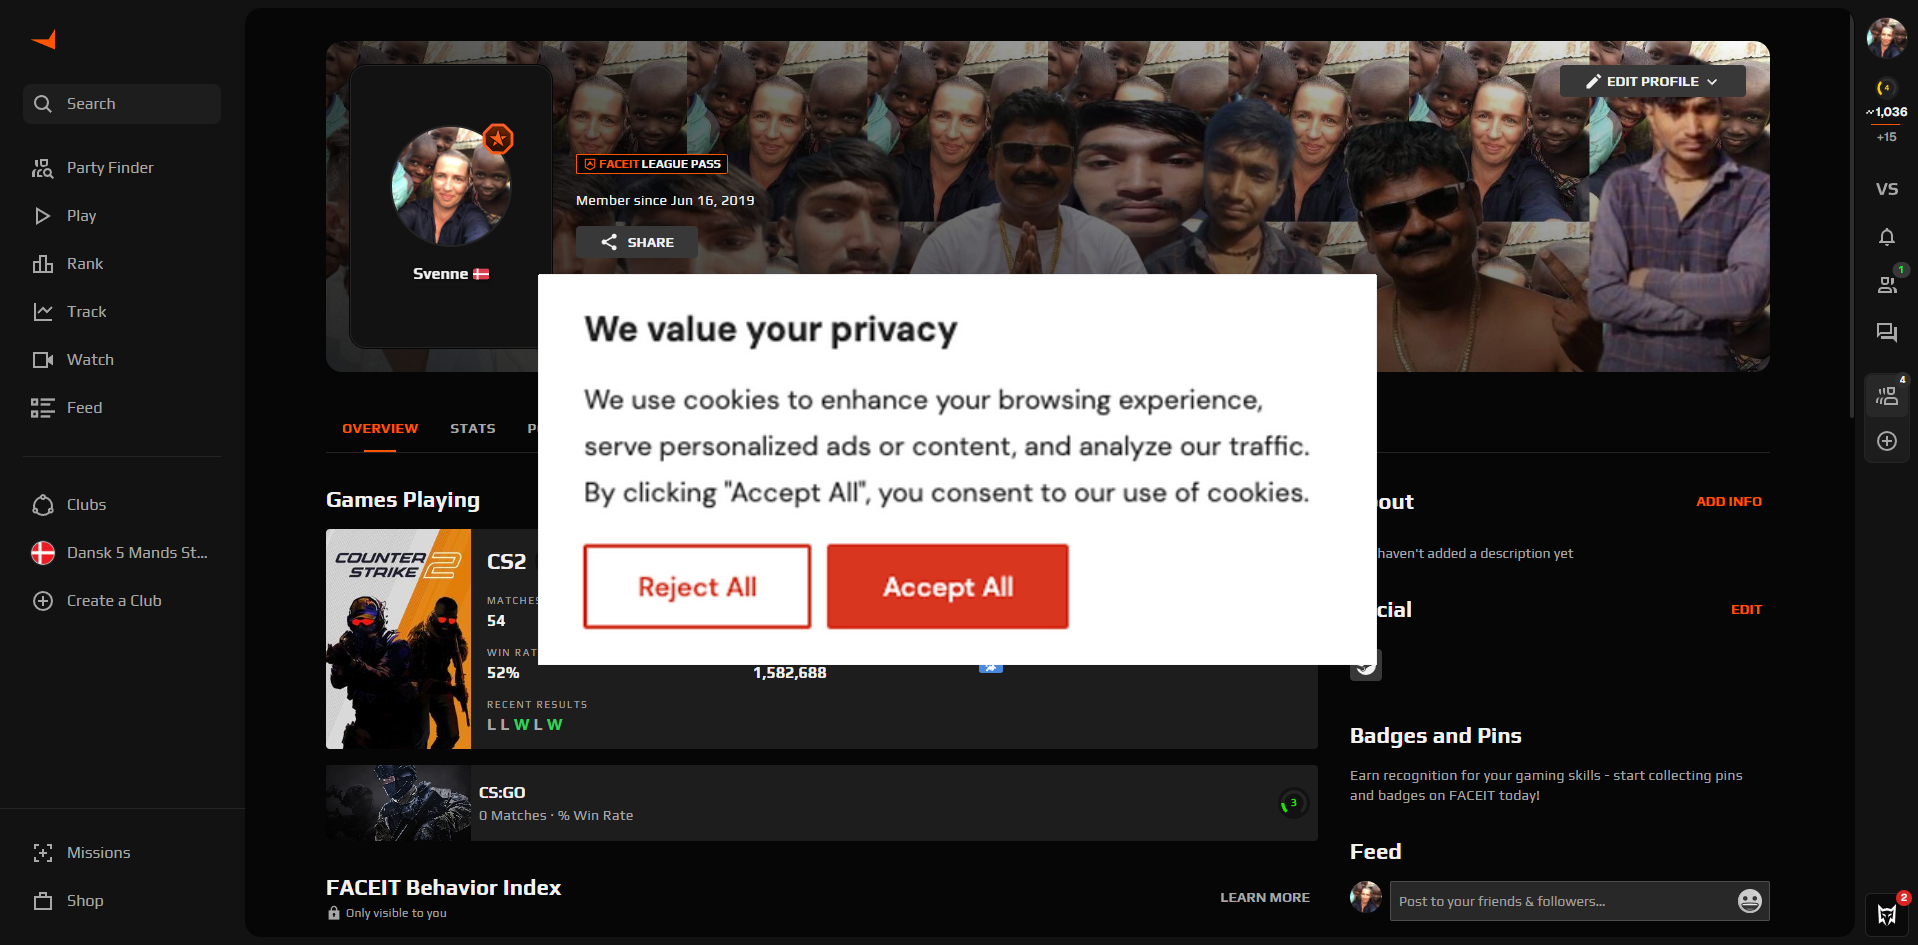 Search
Party Finder
Play
Rank
Track
Watch
Feed
Clubs
Dansk 5 Mands St...
Create a Club
Missions
Shop
EDIT PROFILE
FACEIT LEAGUE PASS
Member since Jun 16, 2019
SHARE
Svenne
We value your privacy
We use cookies to enhance your browsing experience,
serve personalized ads or content, and analyze our traffic.
By clicking "Accept All", you consent to our use of cookies.
Reject All
Accept All
OVERVIEW
STATS
Games Playing
COUNTER
STRIKE 2
CS2
MATCHES
54
WIN RAT
52%
1,582,688
RECENT RESULTS
L L W L W
CS:GO
0 Matches · % Win Rate
3
FACEIT Behavior Index
Only visible to you
LEARN MORE
out
ADD INFO
haven't added a description yet
cial
EDIT
Badges and Pins
Earn recognition for your gaming skills - start collecting pins
and badges on FACEIT today!
Feed
Post to your friends & followers...
4
1,036
+15
VS
1
4
2